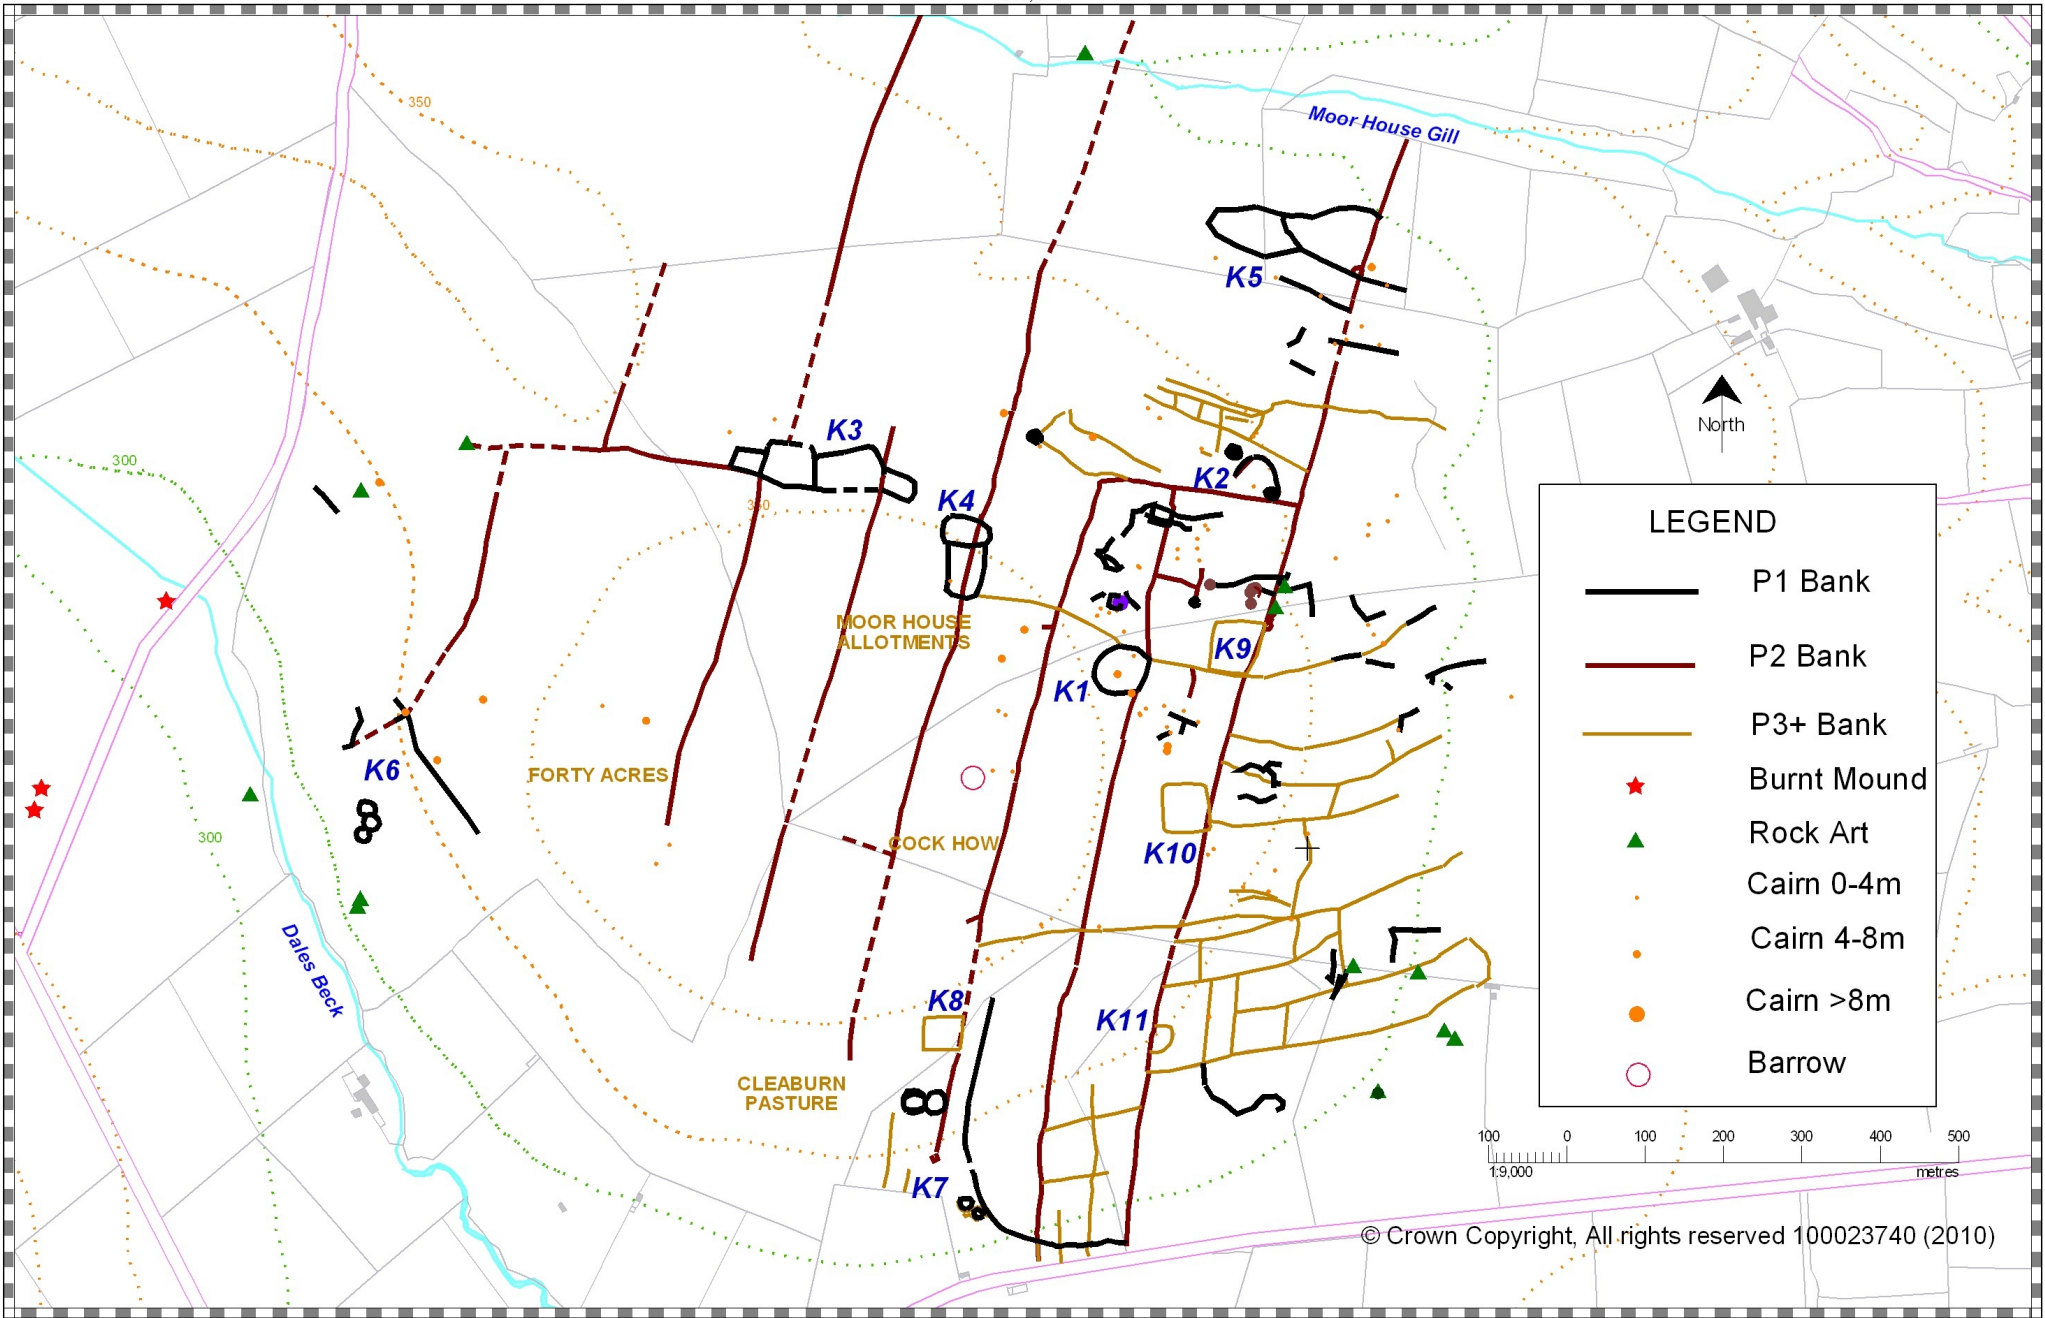 350
Moor House Gill
K5
North
K3
K2
300
K4
350
LEGEND
P1 Bank
MOOR HOUSE
ALLOTMENTS
K9
P2 Bank
K1
P3+ Bank
K6
FORTY ACRES
Burnt Mound
300
COCK HOW
K10
Rock Art
Cairn 0-4m
Cairn 4-8m
Dales Beck
K8
K11
Cairn >8m
Barrow
CLEABURN
PASTURE
K7
100 0 100 200 300 400 500
1:9,000 metres
© Crown Copyright, All rights reserved 100023740 (2010)